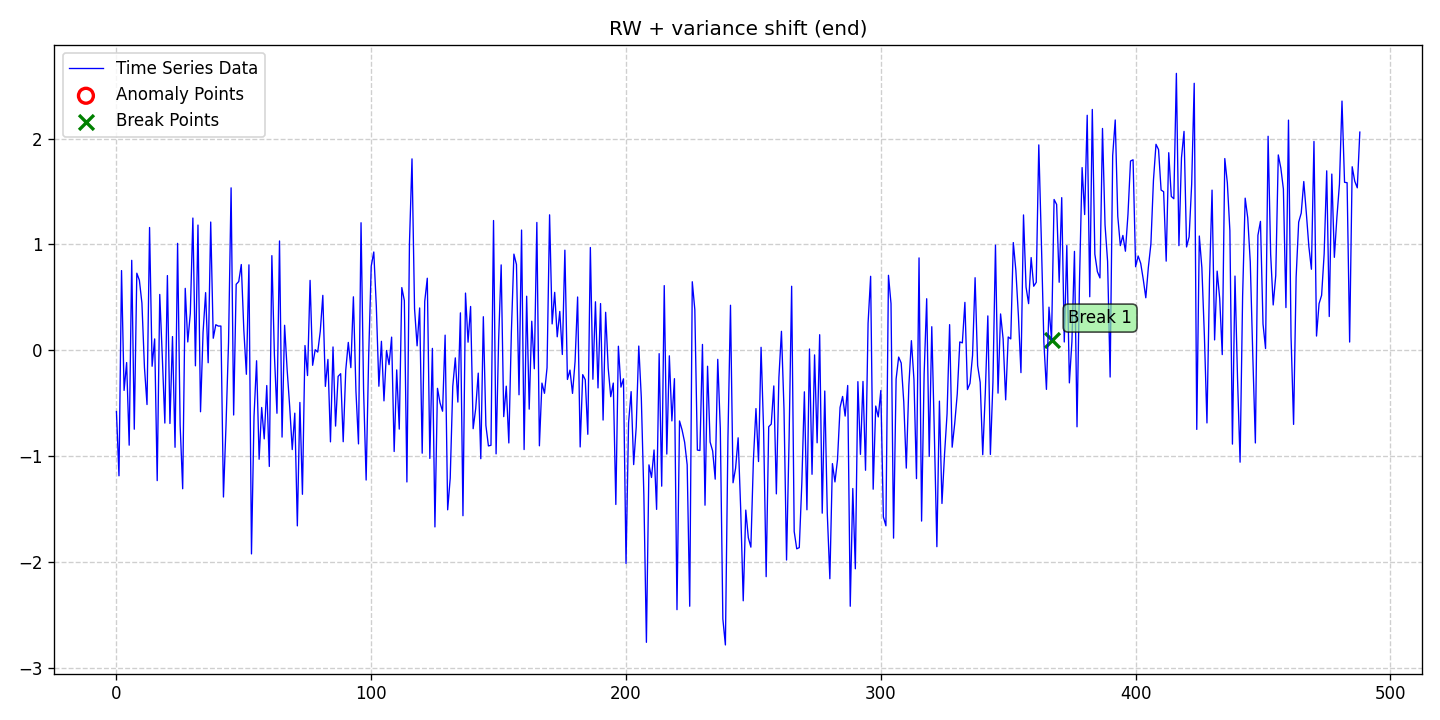 RW + variance shift (end)
Time Series Data
Anomaly Points
Break Points
2
1
0
−1
−2
−3
Break 1
0
100
200
300
400
500